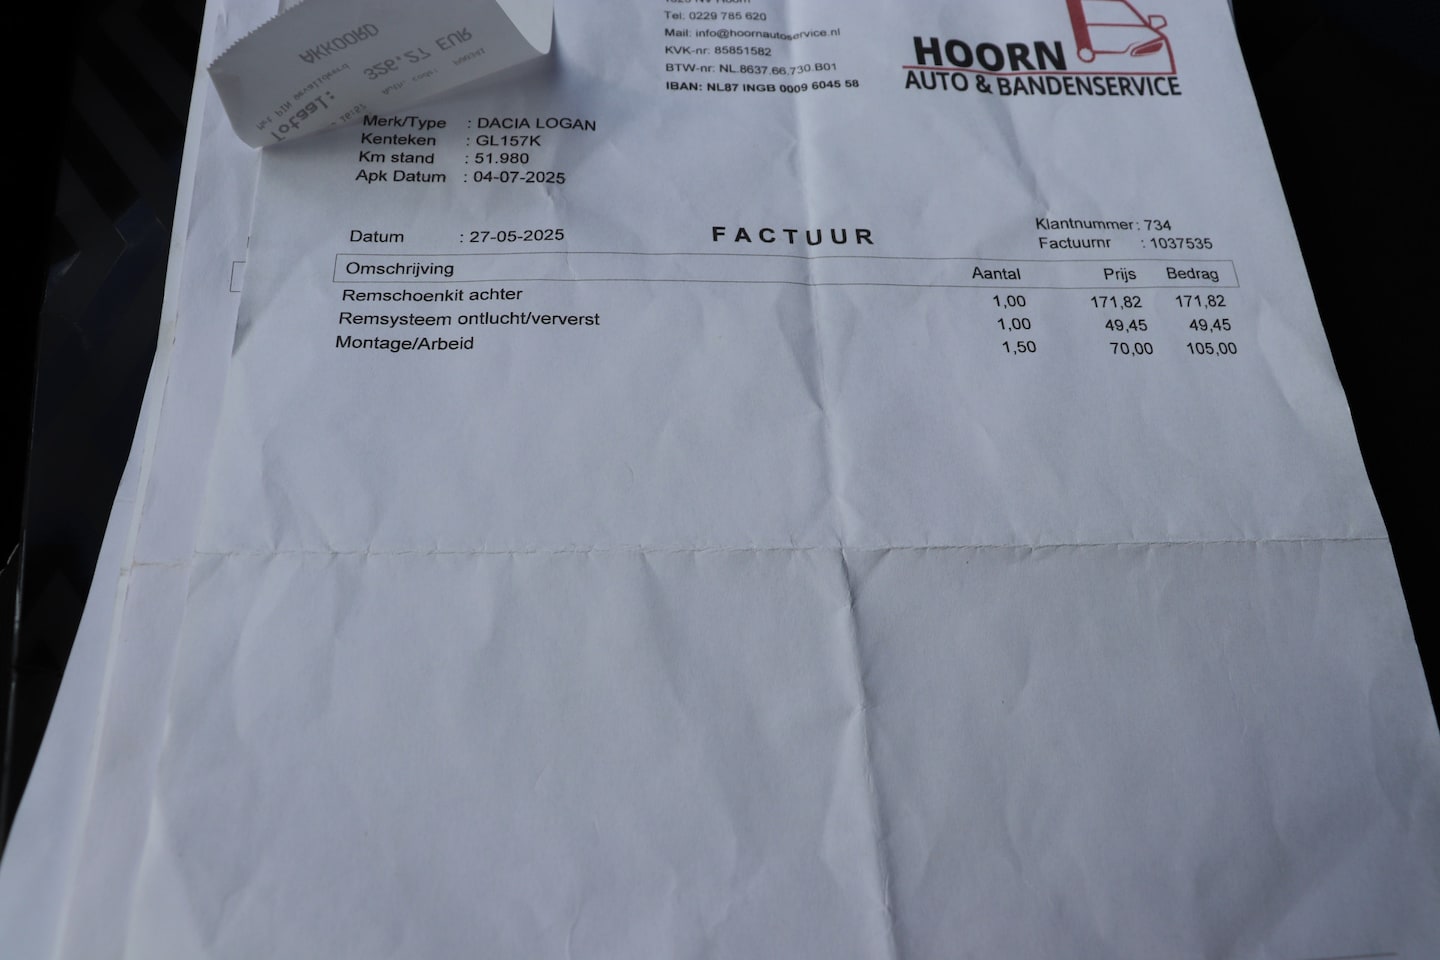 Tel: 0229 785 620
Mail: info@hoornautoservice.nl
KVK-nr: 85851582
BTW-nr: NL.8637.66.730.B01
IBAN: NL87 INGB 0009 6045 58
HOORN
AUTO & BANDENSERVICE
AKKOORD
Totaal: 326,27 EUR
Merk/Type : DACIA LOGAN
Kenteken : GL157K
Km stand : 51.980
Apk Datum : 04-07-2025
Datum : 27-05-2025
FACTUUR
Klantnummer : 734
Factuurnr : 1037535
Omschrijving Aantal Prijs Bedrag
Remschoenkit achter 1,00 171,82 171,82
Remsysteem ontlucht/ververst 1,00 49,45 49,45
Montage/Arbeid 1,50 70,00 105,00